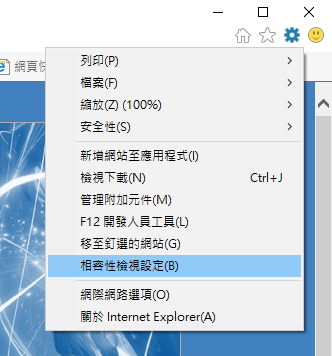 網頁快
列印(P)
檔案(F)
縮放(Z) (100%)
安全性(S)
新增網站至應用程式(I)
檢視下載(N) Ctrl+J
管理附加元件(M)
F12 開發人員工具(L)
移至釘選的網站(G)
相容性檢視設定(B)
網際網路選項(O)
關於 Internet Explorer(A)